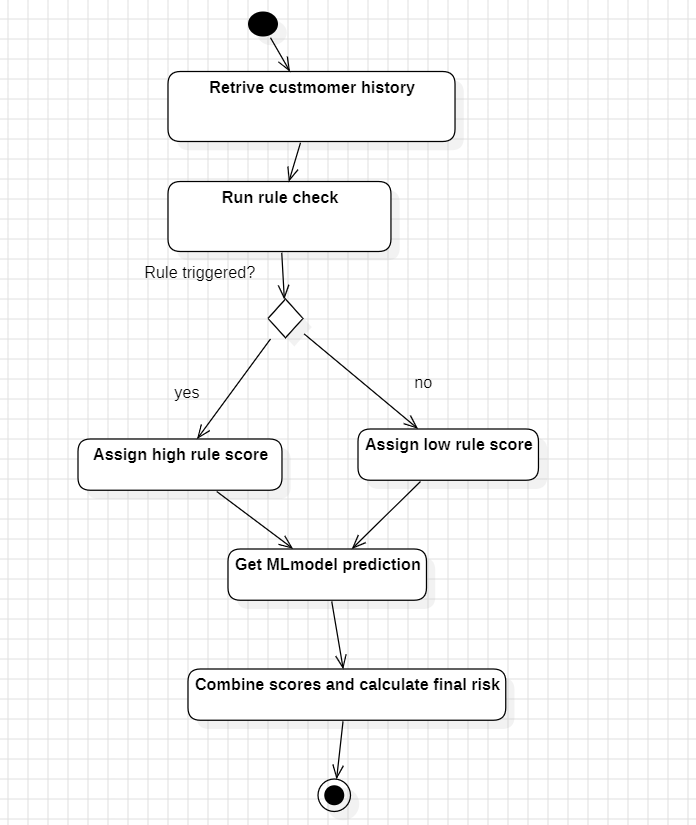 Retrive custmomer history
Run rule check
Rule triggered?
yes
no
Assign high rule score
Assign low rule score
Get MLmodel prediction
Combine scores and calculate final risk